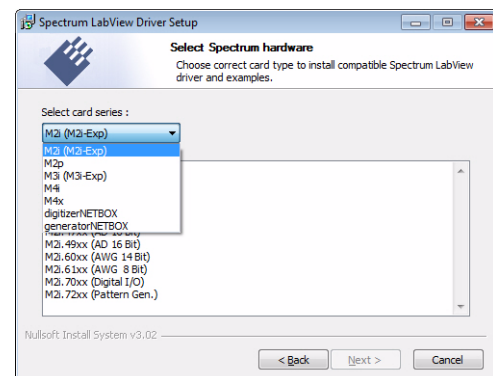 Spectrum LabView Driver Setup
Select Spectrum hardware
Choose correct card type to install compatible Spectrum LabView
driver and examples.
Select card series :
M2i (M2i-Exp)
M2i (M2i-Exp)
M2p
M3i (M3i-Exp)
M4i
M4x
digitizerNETBOX
generatorNETBOX
M2i.49xx (AD 16 Bit)
M2i.60xx (AWG 14 Bit)
M2i.61xx (AWG 8 Bit)
M2i.70xx (Digital I/O)
M2i.72xx (Pattern Gen.)
Nullsoft Install System v3.02
< Back
Next >
Cancel